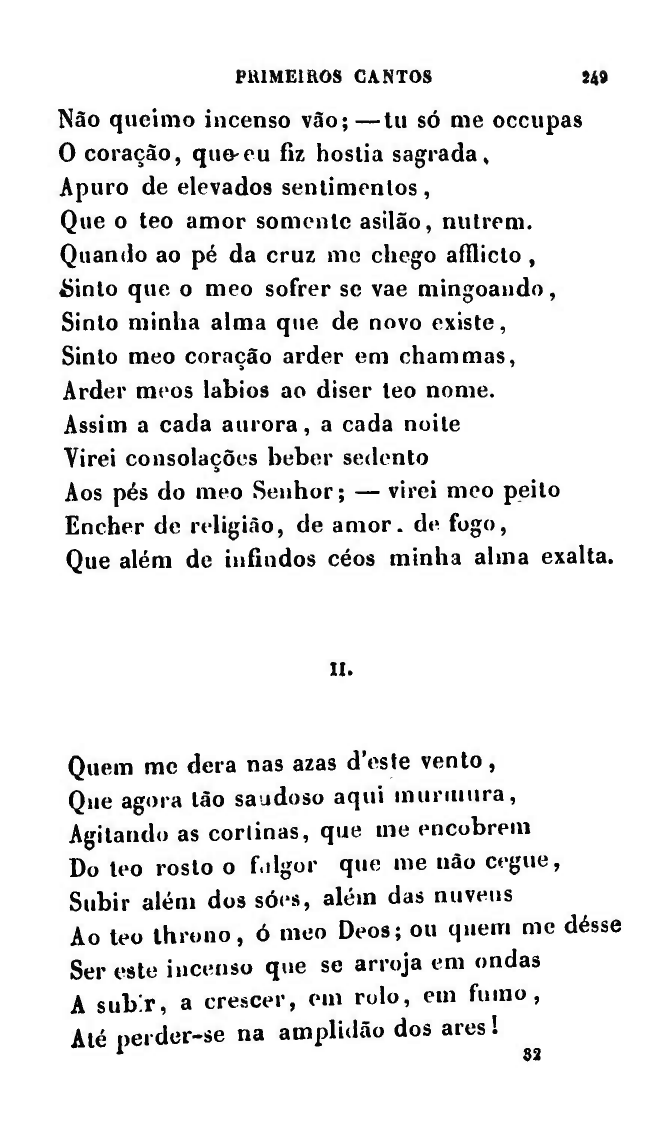 PRIMEIROS CANTOS 249
Não queimo incenso vão; — tu só me occupas
O coração, que eu fiz hostia sagrada,
Apuro de elevados sentimentos,
Que o teo amor somente asilão, nutrem.
Quando ao pé da cruz me chego afflicto,
Sinto que o meo sofrer se vae mingoando,
Sinto minha alma que de novo existe,
Sinto meo coração arder em chammas,
Arder meos labios ao diser teo nome.
Assim a cada aurora, a cada noite
Virei consolações beber sedento
Aos pés do meo Senhor; — virei meo peito
Encher de religião, de amor. de fogo,
Que além de infindos céos minha alma exalta.
II.
Quem me dera nas azas d'este vento,
Que agora tão saudoso aqui murmura,
Agitando as cortinas, que me encobrem
Do teo rosto o fulgor que me não cegue,
Subir além dos sóes, além das nuvens
Ao teo throno, ó meo Deos; ou quem me désse
Ser este incenso que se arroja em ondas
A subir, a crescer, em rolo, em fumo,
Até perder-se na amplidão dos ares!
32